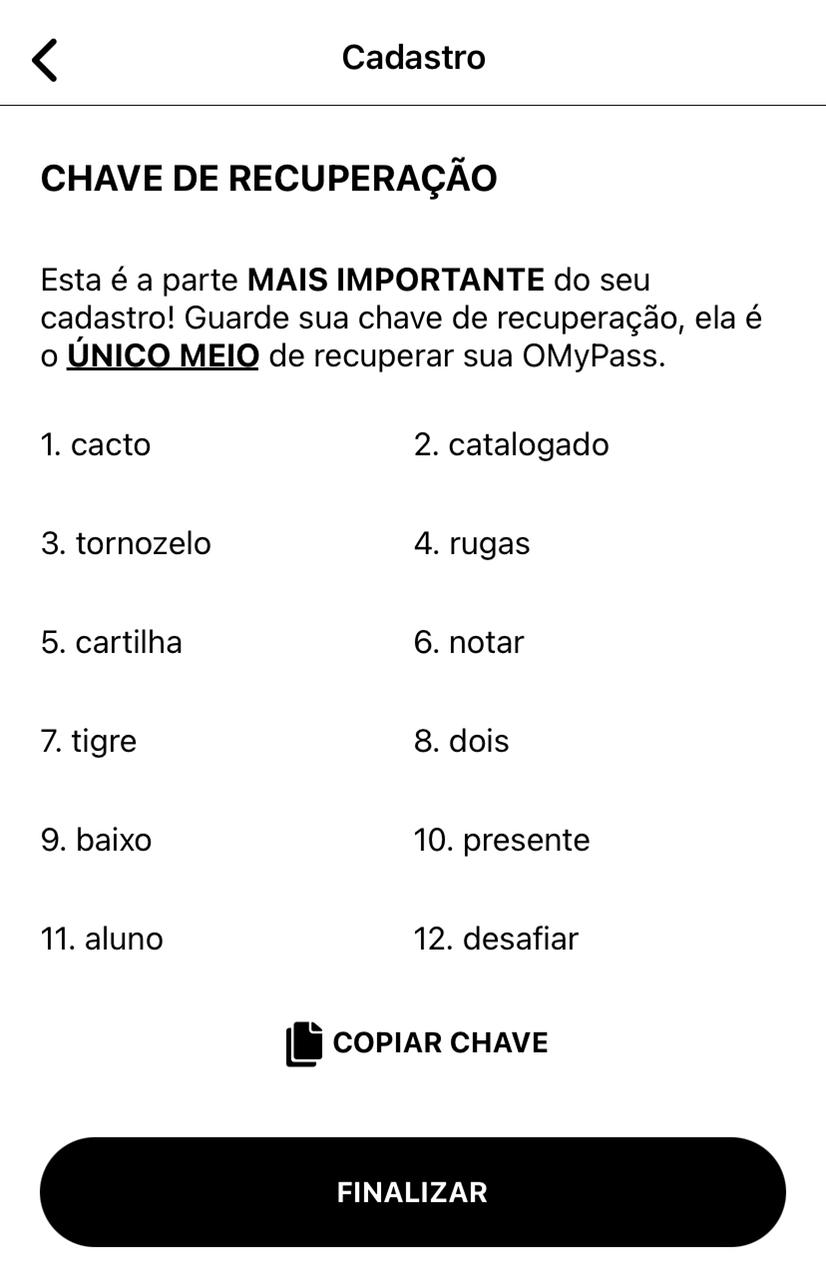 Cadastro
CHAVE DE RECUPERAÇÃO
Esta é a parte MAIS IMPORTANTE do seu
cadastro! Guarde sua chave de recuperação, ela é
o ÚNICO MEIO de recuperar sua OMyPass.
1. cacto
2. catalogado
3. tornozelo
4. rugas
5. cartilha
6. notar
7. tigre
8. dois
9. baixo
10. presente
11. aluno
12. desafiar
COPIAR CHAVE
FINALIZAR